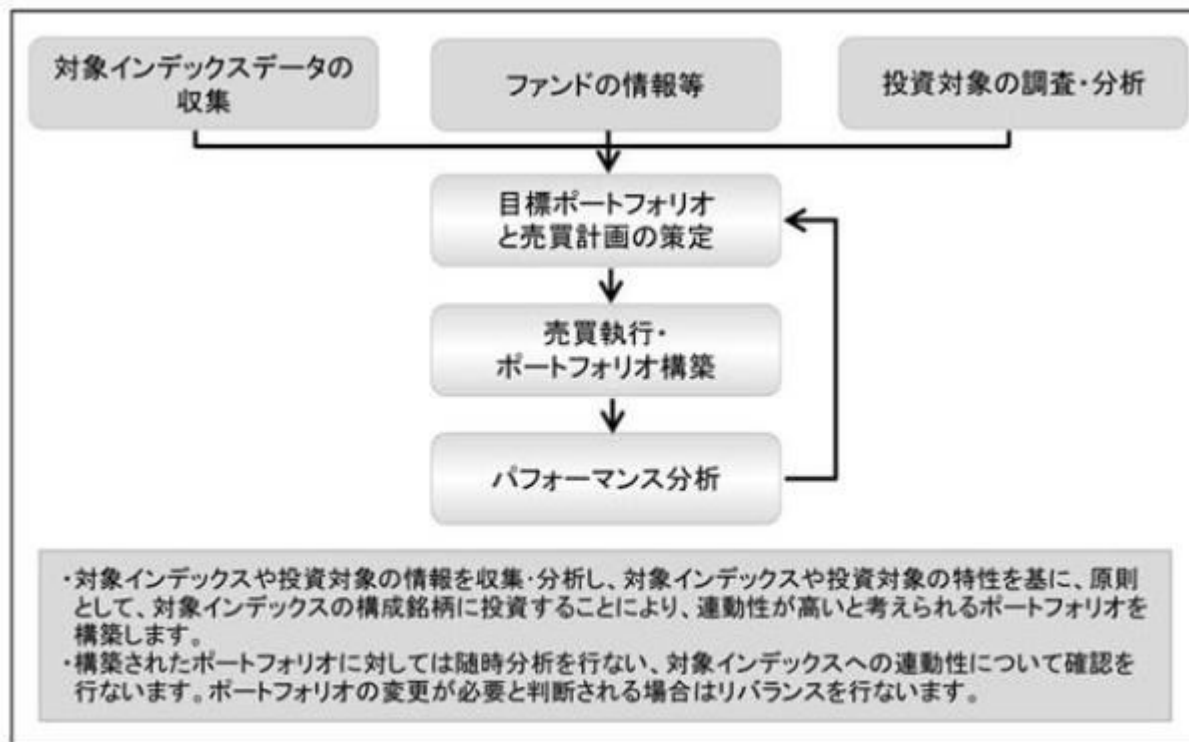 対象インデックスデータの
収集
ファンドの情報等
投資対象の調査・分析
目標ポートフォリオ
と売買計画の策定
売買執行・
ポートフォリオ構築
パフォーマンス分析
・対象インデックスや投資対象の情報を収集・分析し、対象インデックスや投資対象の特性を基に、原則
として、対象インデックスの構成銘柄に投資することにより、連動性が高いと考えられるポートフォリオを
構築します。
・構築されたポートフォリオに対しては随時分析を行ない、対象インデックスへの連動性について確認を
行ないます。ポートフォリオの変更が必要と判断される場合はリバランスを行ないます。